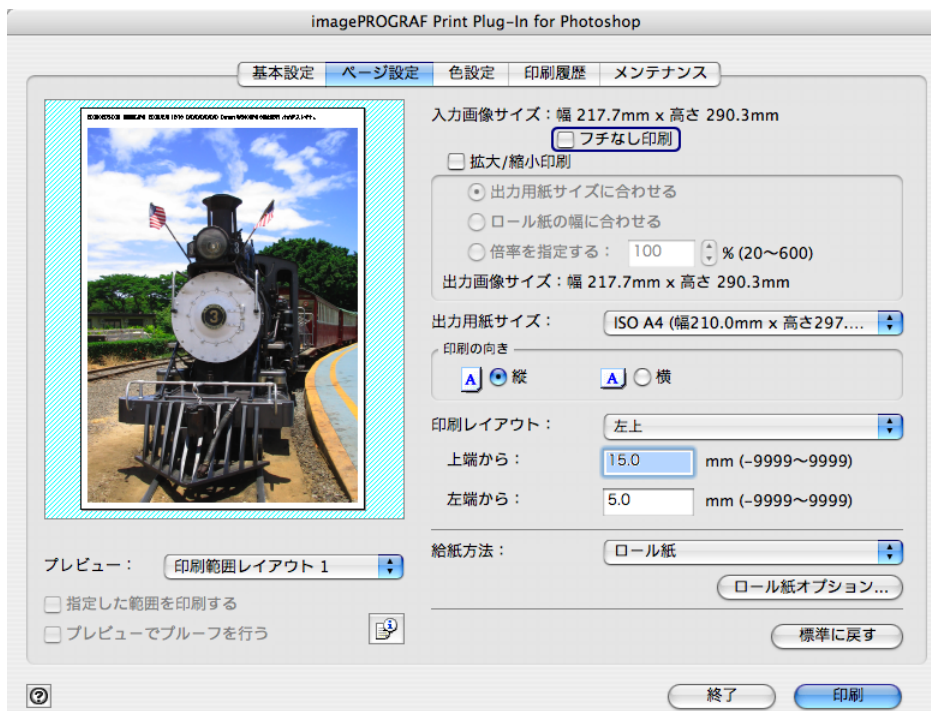 imagePROGRAF Print Plug-In for Photoshop
基本設定 ページ設定 色設定 印刷履歴 メンテナンス
入力画像サイズ：幅 217.7mm x 高さ 290.3mm
フチなし印刷
拡大/縮小印刷
出力用紙サイズに合わせる
ロール紙の幅に合わせる
倍率を指定する： 100 % (20～600)
出力画像サイズ：幅 217.7mm x 高さ 290.3mm
出力用紙サイズ： ISO A4 (幅210.0mm x 高さ297....
印刷の向き
A 縦 A 横
印刷レイアウト： 左上
上端から： 15.0 mm (-9999～9999)
左端から： 5.0 mm (-9999～9999)
給紙方法： ロール紙
ロール紙オプション...
標準に戻す
3
プレビュー： 印刷範囲レイアウト 1
指定した範囲を印刷する
プレビューでプルーフを行う
? 終了 印刷